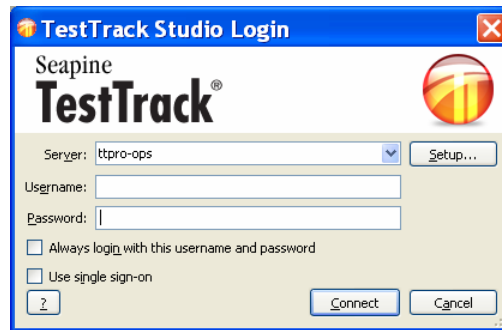 TestTrack Studio Login
Seapine
TestTrack®
Server: ttpro-ops Setup...
Username:
Password:
Always login with this username and password
Use single sign-on
? Connect Cancel